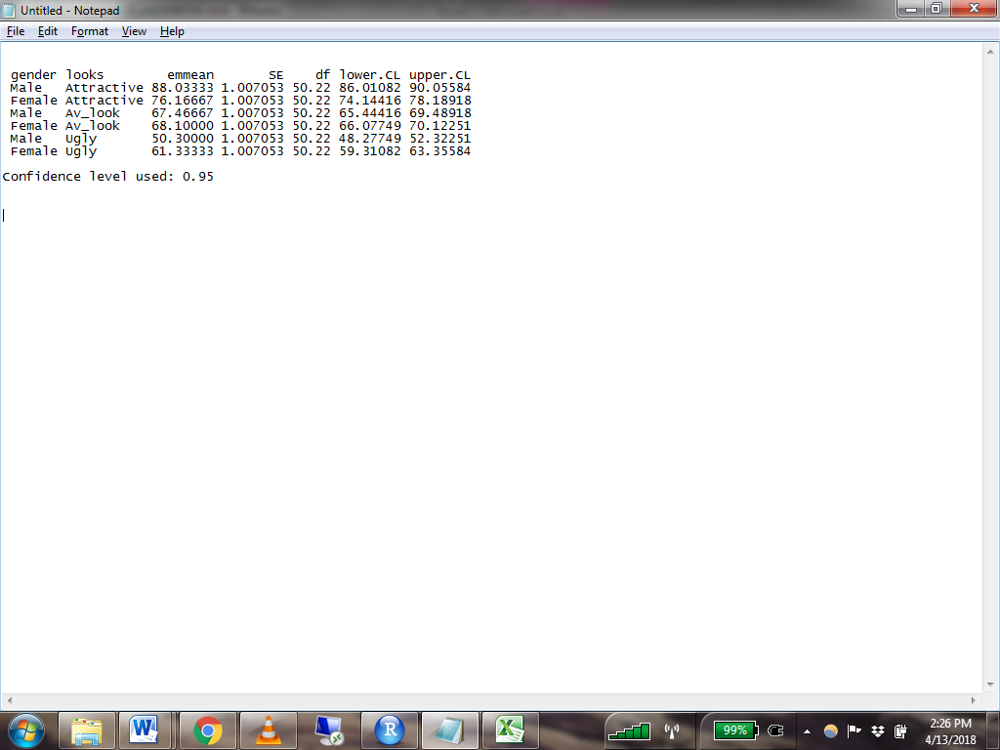 Untitled - Notepad
File Edit Format View Help
gender looks emmean SE df lower.CL upper.CL
Male Attractive 88.03333 1.007053 50.22 86.01082 90.05584
Female Attractive 76.16667 1.007053 50.22 74.14416 78.18918
Male Av_look 67.46667 1.007053 50.22 65.44416 69.48918
Female Av_look 68.10000 1.007053 50.22 66.07749 70.12251
Male Ugly 50.30000 1.007053 50.22 48.27749 52.32251
Female Ugly 61.33333 1.007053 50.22 59.31082 63.35584
Confidence level used: 0.95
99%
2:26 PM
4/13/2018